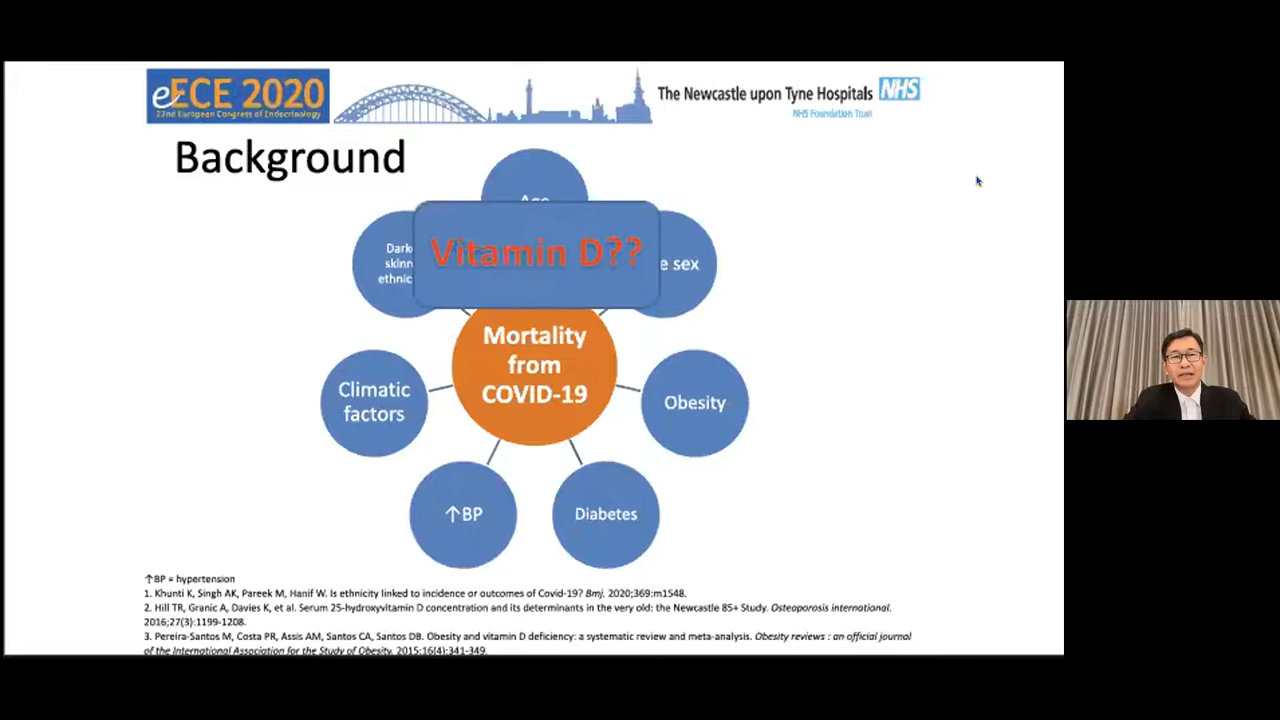 eECE 2020
22nd European Congress of Endocrinology
The Newcastle upon Tyne Hospitals NHS
NHS Foundation Trust
Background
Age
Dark
skinn
ethnic
Vitamin D??
e sex
Mortality
from
COVID-19
Climatic
factors
Obesity
↑BP
Diabetes
↑BP = hypertension
1. Khunti K, Singh AK, Pareek M, Hanif W. Is ethnicity linked to incidence or outcomes of Covid-19? Bmj. 2020;369:m1548.
2. Hill TR, Granic A, Davies K, et al. Serum 25-hydroxyvitamin D concentration and its determinants in the very old: the Newcastle 85+ Study. Osteoporosis international.
2016;27(3):1199-1208.
3. Pereira-Santos M, Costa PR, Assis AM, Santos CA, Santos DB. Obesity and vitamin D deficiency: a systematic review and meta-analysis. Obesity reviews : an official journal
of the International Association for the Study of Obesity. 2015;16(4):341-349.